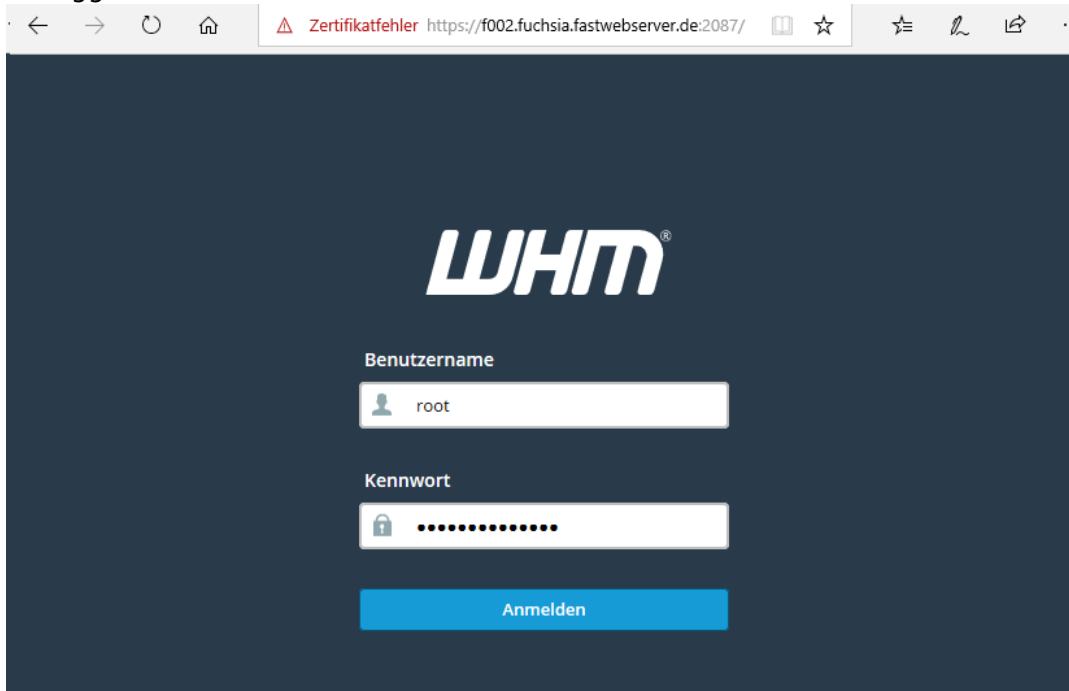 Zertifikatfehler https://f002.fuchsia.fastwebserver.de:2087/
WHM®
Benutzername
root
Kennwort
••••••••••••••
Anmelden